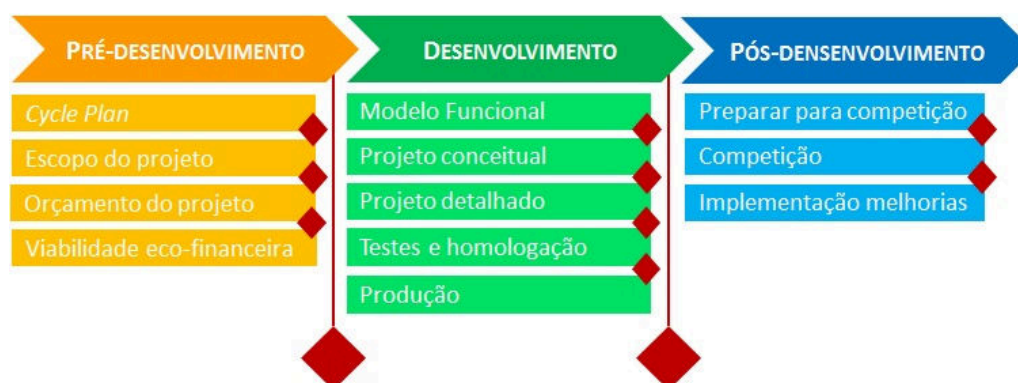 PRÉ-DESENVOLVIMENTO
Cycle Plan
Escopo do projeto
Orçamento do projeto
Viabilidade eco-financeira
DESENVOLVIMENTO
Modelo Funcional
Projeto conceitual
Projeto detalhado
Testes e homologação
Produção
PÓS-DENSENVOLVIMENTO
Preparar para competição
Competição
Implementação melhorias